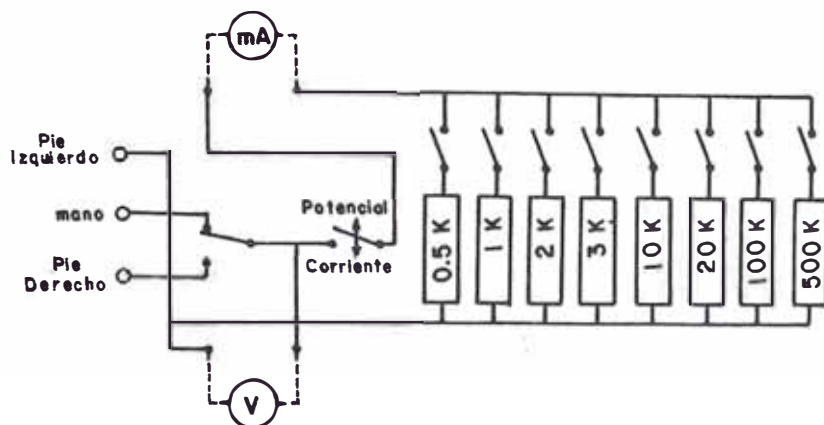 mA
Pie
Izquierdo
mano
Pie
Derecho
Potencial
Corriente
0.5 K
1 K
2 K
3 K
10 K
20 K
100 K
500 K
V